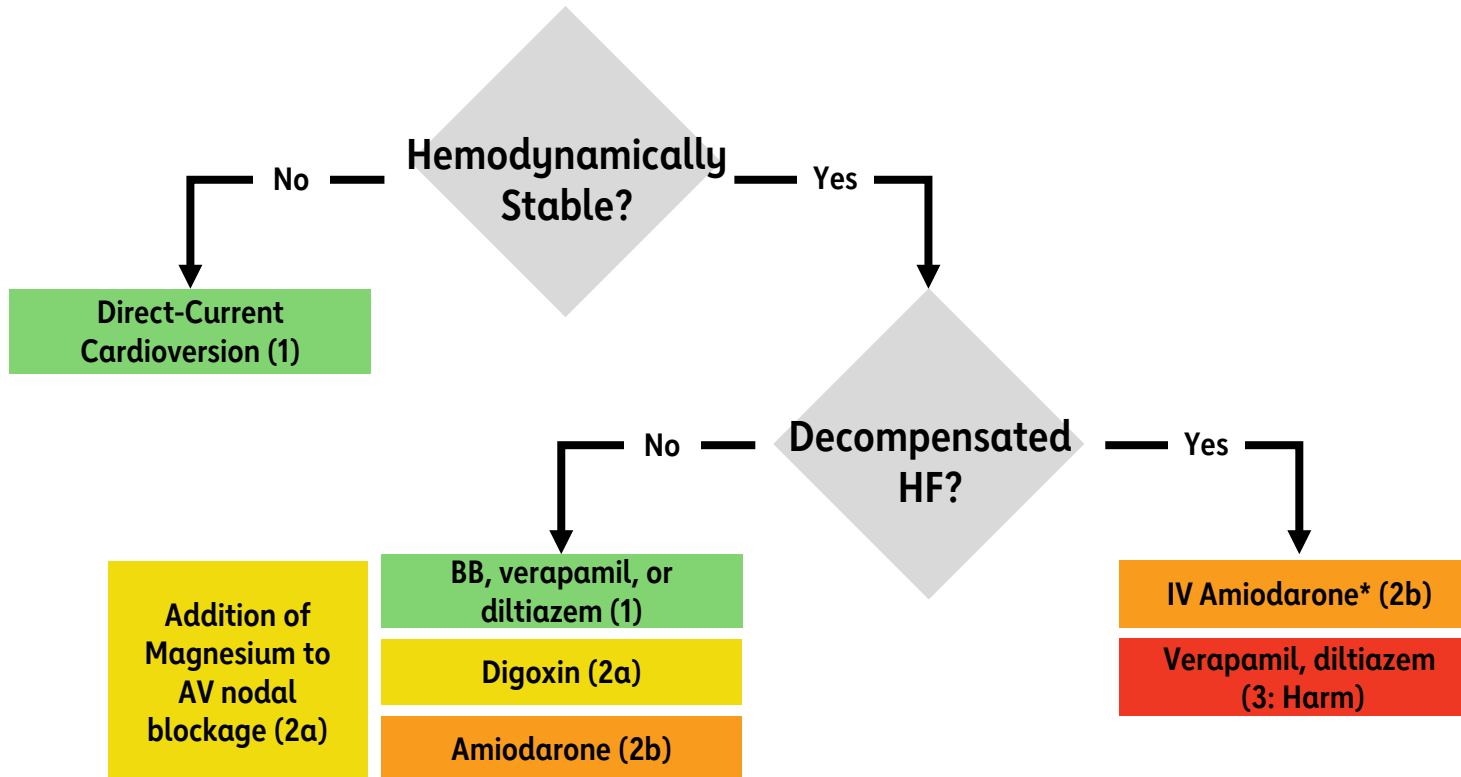 Hemodynamically
Stable?
No
Yes
Direct-Current
Cardioversion (1)
Decompensated
HF?
No
Yes
Addition of
Magnesium to
AV nodal
blockage (2a)
BB, verapamil, or
diltiazem (1)
Digoxin (2a)
Amiodarone (2b)
IV Amiodarone* (2b)
Verapamil, diltiazem
(3: Harm)